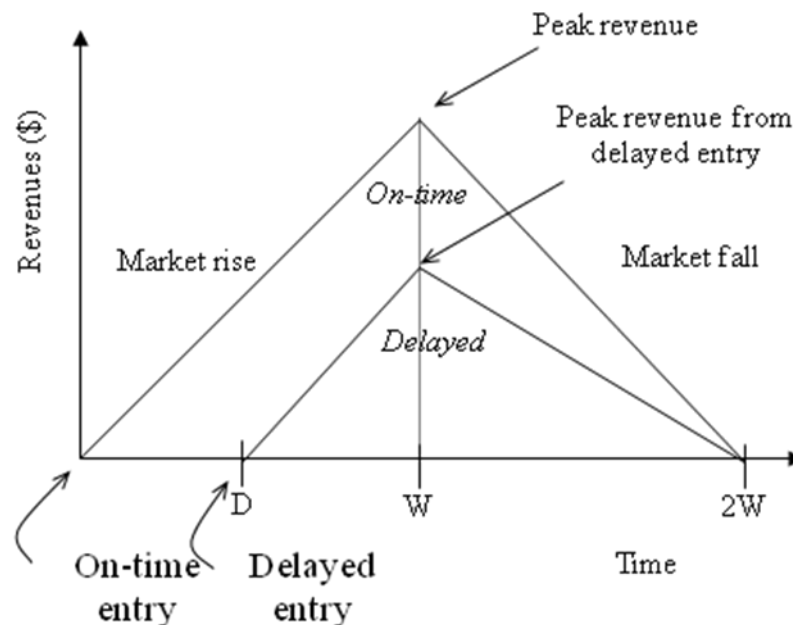 Peak revenue
Peak revenue from
delayed entry
Revenues ($)
On-time
Market rise
Market fall
Delayed
D
W
2W
On-time
entry
Delayed
entry
Time